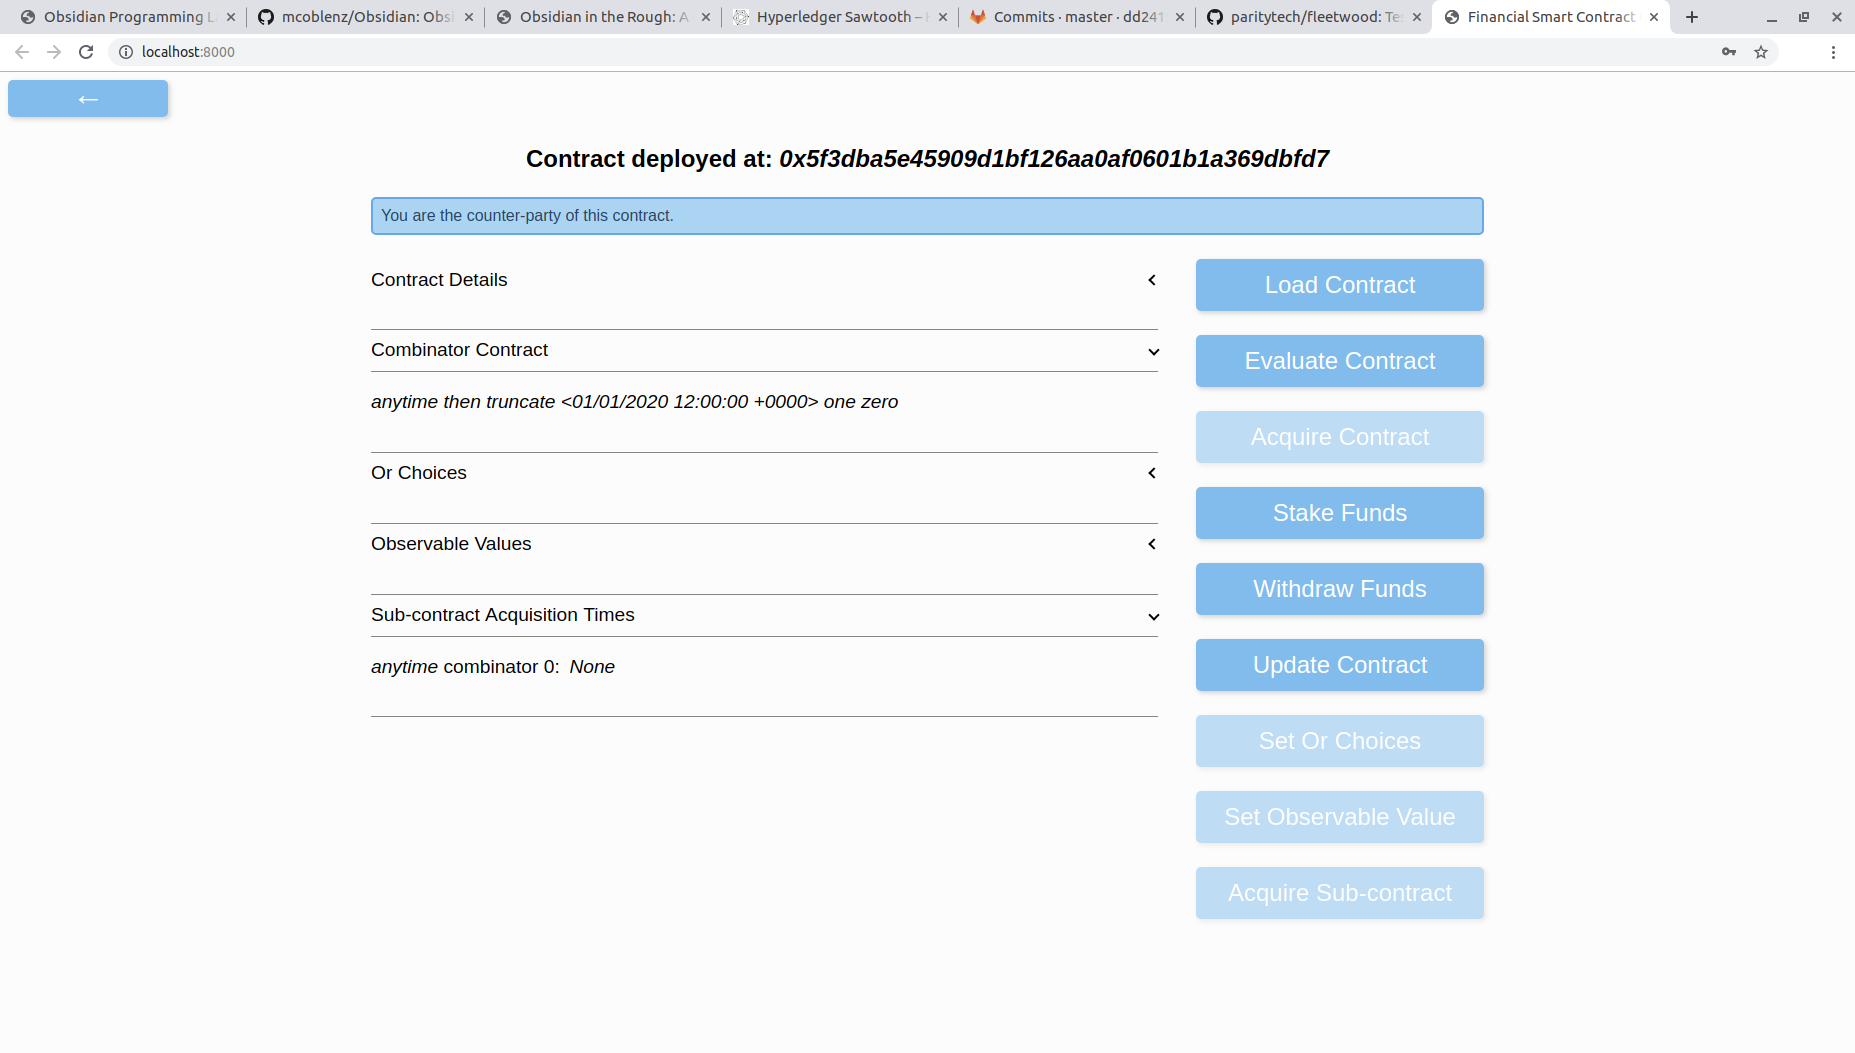 Obsidian Programming L
mcoblenz/Obsidian: Obsi
Obsidian in the Rough: A
Hyperledger Sawtooth –
Commits · master · dd241
paritytech/fleetwood: Te
Financial Smart Contract
localhost:8000
←
Contract deployed at: 0x5f3dba5e45909d1bf126aa0af0601b1a369dbfd7
You are the counter-party of this contract.
Contract Details
Combinator Contract
anytime then truncate <01/01/2020 12:00:00 +0000> one zero
Or Choices
Observable Values
Sub-contract Acquisition Times
anytime combinator 0: None
Load Contract
Evaluate Contract
Acquire Contract
Stake Funds
Withdraw Funds
Update Contract
Set Or Choices
Set Observable Value
Acquire Sub-contract